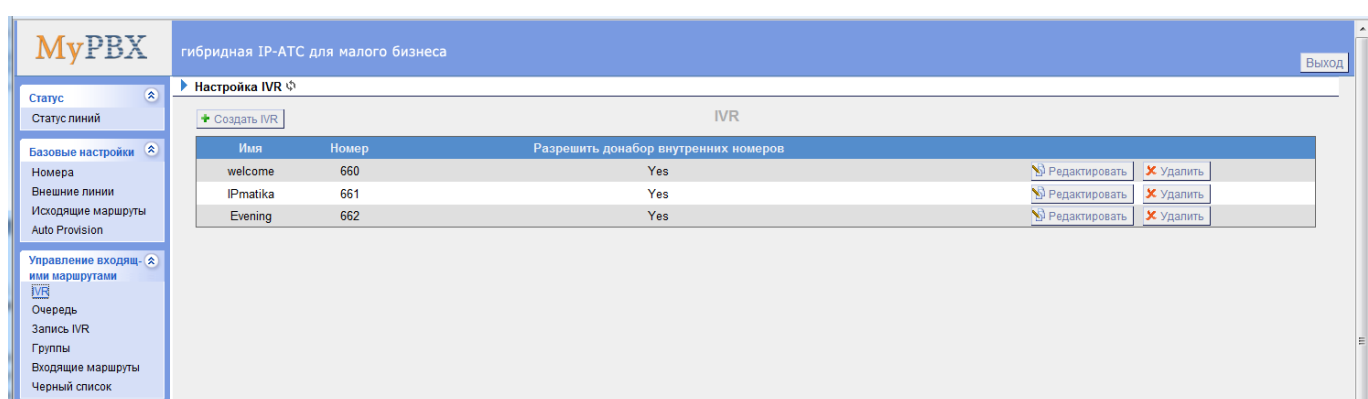 MyPBX
гибридная IP-АТС для малого бизнеса
Выход
Статус
Статус линий
Базовые настройки
Номера
Внешние линии
Исходящие маршруты
Auto Provision
Управление входящ-
ими маршрутами
IVR
Очередь
Запись IVR
Группы
Входящие маршруты
Черный список
Настройка IVR
Создать IVR
IVR
Имя Номер Разрешить донабор внутренних номеров
welcome 660 Yes Редактировать Удалить
IPmatika 661 Yes Редактировать Удалить
Evening 662 Yes Редактировать Удалить